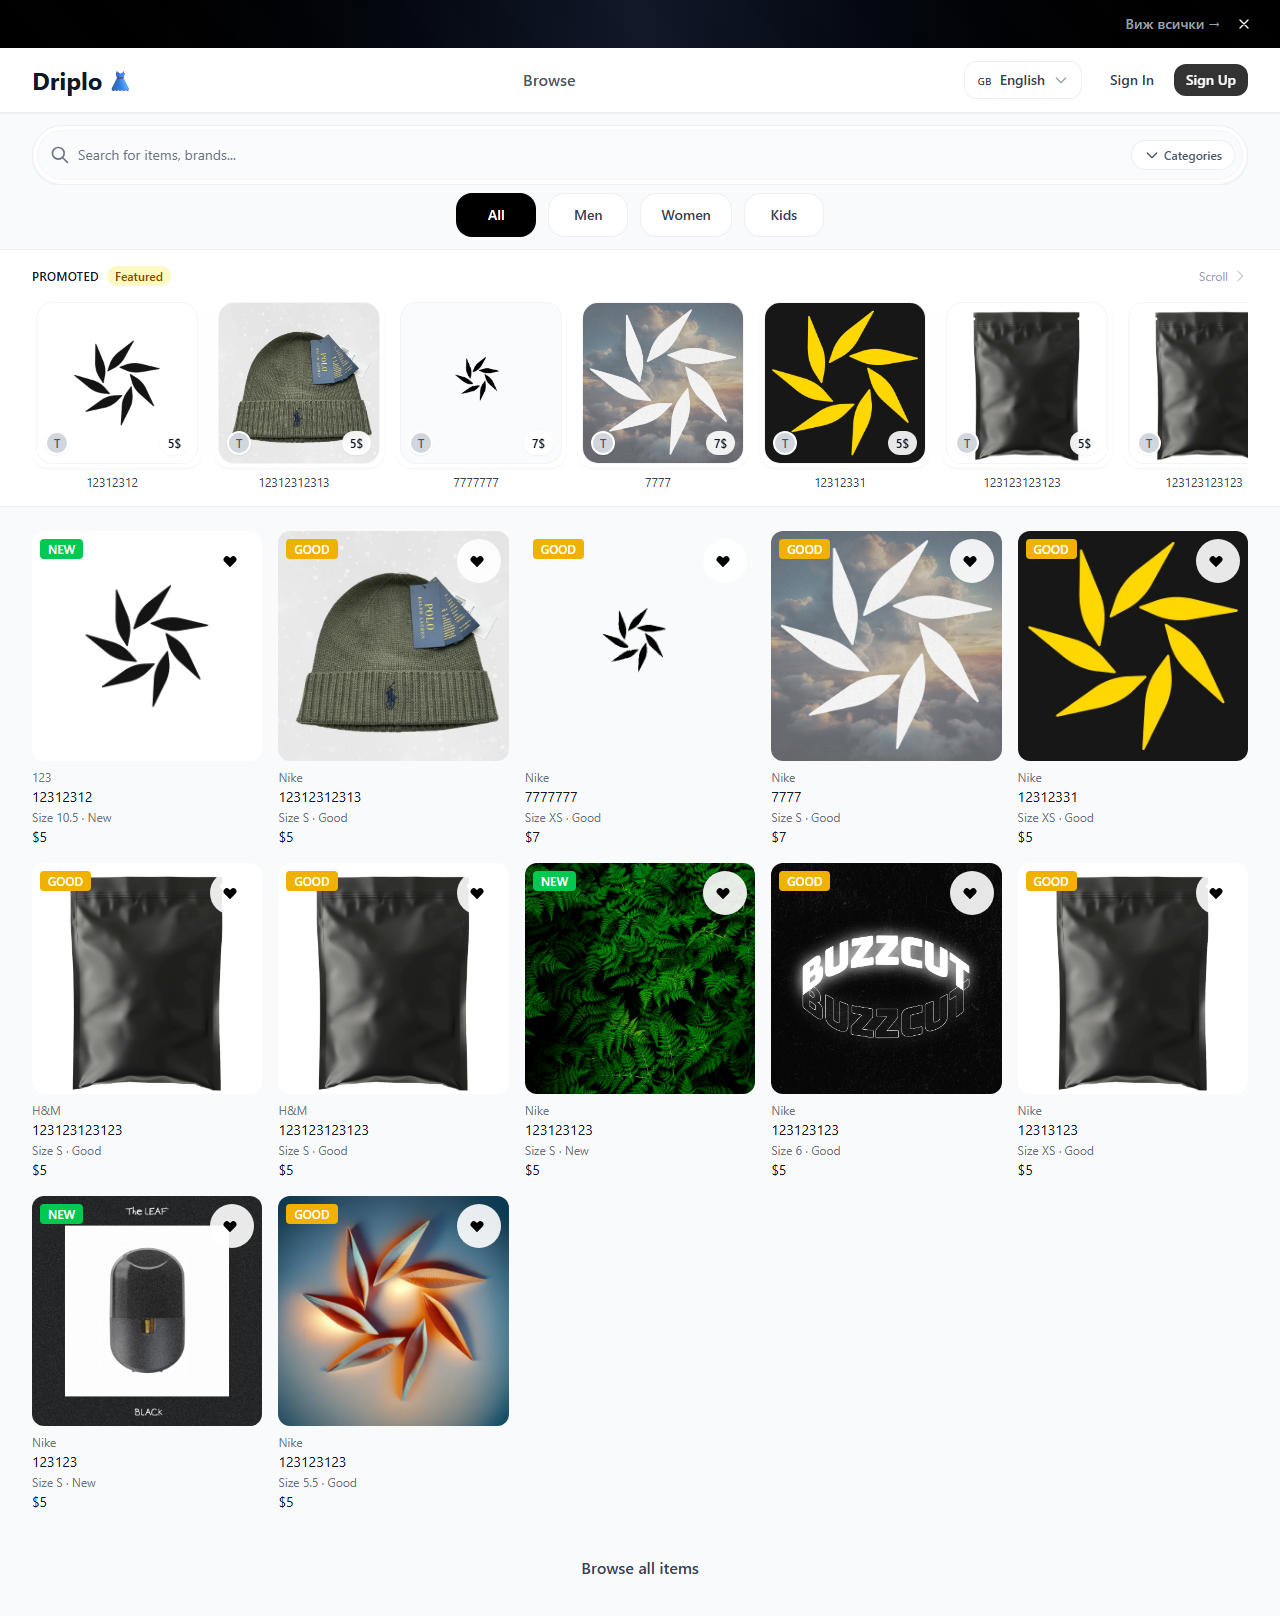 Виж всички →
Driplo
Browse
GB English
Sign In
Sign Up
Search for items, brands...
Categories
All
Men
Women
Kids
PROMOTED
Featured
Scroll
T
5$
T
5$
T
7$
T
7$
T
5$
T
5$
T
12312312
12312312313
7777777
7777
12312331
123123123123
123123123123
NEW
GOOD
GOOD
GOOD
GOOD
POLO
123
12312312
Size 10.5 · New
$5
Nike
12312312313
Size S · Good
$5
Nike
7777777
Size XS · Good
$7
Nike
7777
Size S · Good
$7
Nike
12312331
Size XS · Good
$5
GOOD
GOOD
NEW
GOOD
GOOD
BUZZCUT
BUZZCUT
H&M
123123123123
Size S · Good
$5
H&M
123123123123
Size S · Good
$5
Nike
123123123
Size S · New
$5
Nike
123123123
Size 6 · Good
$5
Nike
12313123
Size XS · Good
$5
NEW
The LEAF
BLACK
GOOD
Nike
123123
Size S · New
$5
Nike
123123123
Size 5.5 · Good
$5
Browse all items